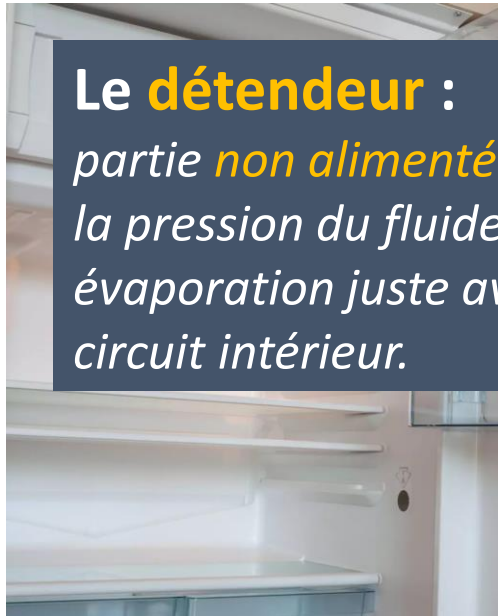 Le détendeur :
partie non alimenté
la pression du fluide
évaporation juste av
circuit intérieur.